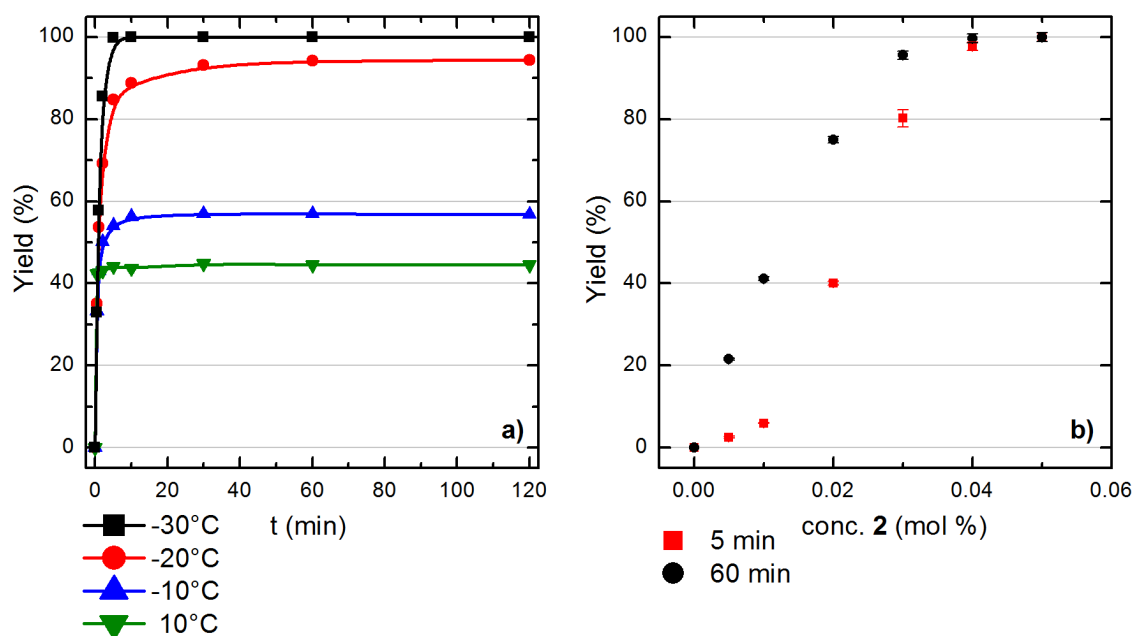 Yield (%)
100
80
60
40
20
0
a)
0 20 40 60 80 100 120
t (min)
-30°C
-20°C
-10°C
10°C
Yield (%)
100
80
60
40
20
0
b)
0.00 0.02 0.04 0.06
conc. 2 (mol %)
5 min
60 min